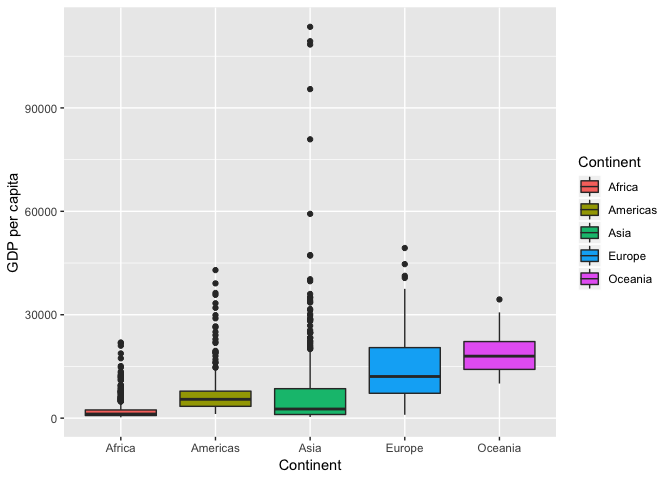 90000
60000
30000
0
GDP per capita
Africa Americas Asia Europe Oceania
Continent
Continent
Africa
Americas
Asia
Europe
Oceania